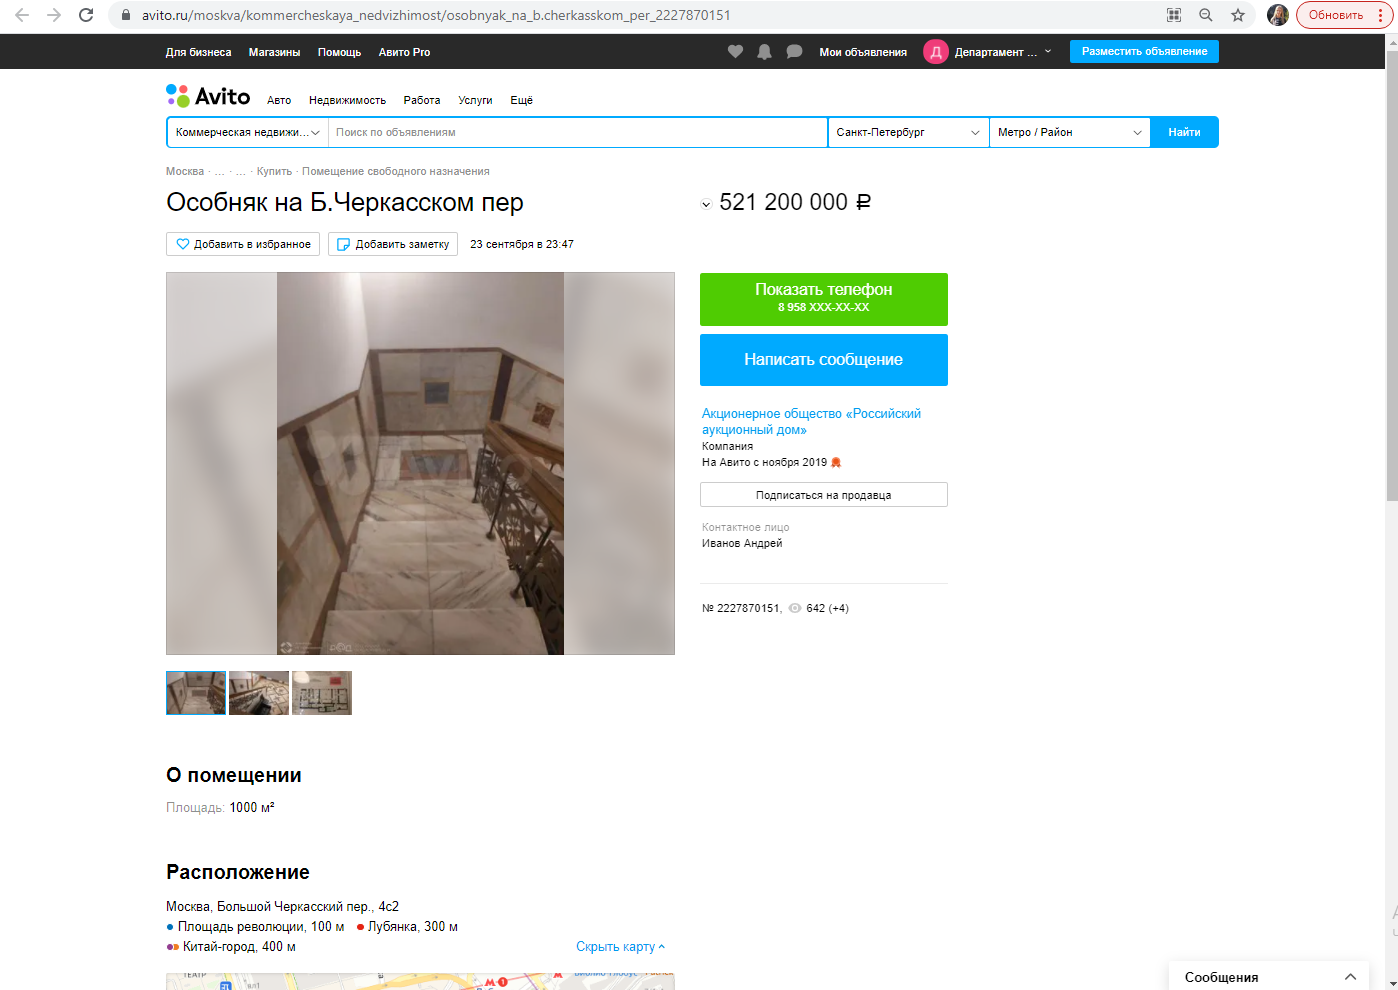 avito.ru/moskva/kommercheskaya_nedvizhimost/osobnyak_na_b.cherkasskom_per_2227870151
Обновить
Для бизнеса Магазины Помощь Авито Pro
Мои объявления Д Департамент ... Разместить объявление
Avito Авто Недвижимость Работа Услуги Ещё
Коммерческая недвижи... Поиск по объявлениям Санкт-Петербург Метро / Район Найти
Москва · ... · ... · Купить · Помещение свободного назначения
Особняк на Б.Черкасском пер
521 200 000 ₽
Добавить в избранное Добавить заметку 23 сентября в 23:47
Показать телефон
8 958 XXX-XX-XX
Написать сообщение
Акционерное общество «Российский
аукционный дом»
Компания
На Авито с ноября 2019
Подписаться на продавца
Контактное лицо
Иванов Андрей
№ 2227870151, 642 (+4)
О помещении
Площадь: 1000 м²
Расположение
Москва, Большой Черкасский пер., 4с2
Площадь революции, 100 м Лубянка, 300 м
Китай-город, 400 м
Скрыть карту
ТЕАТР
Сообщения